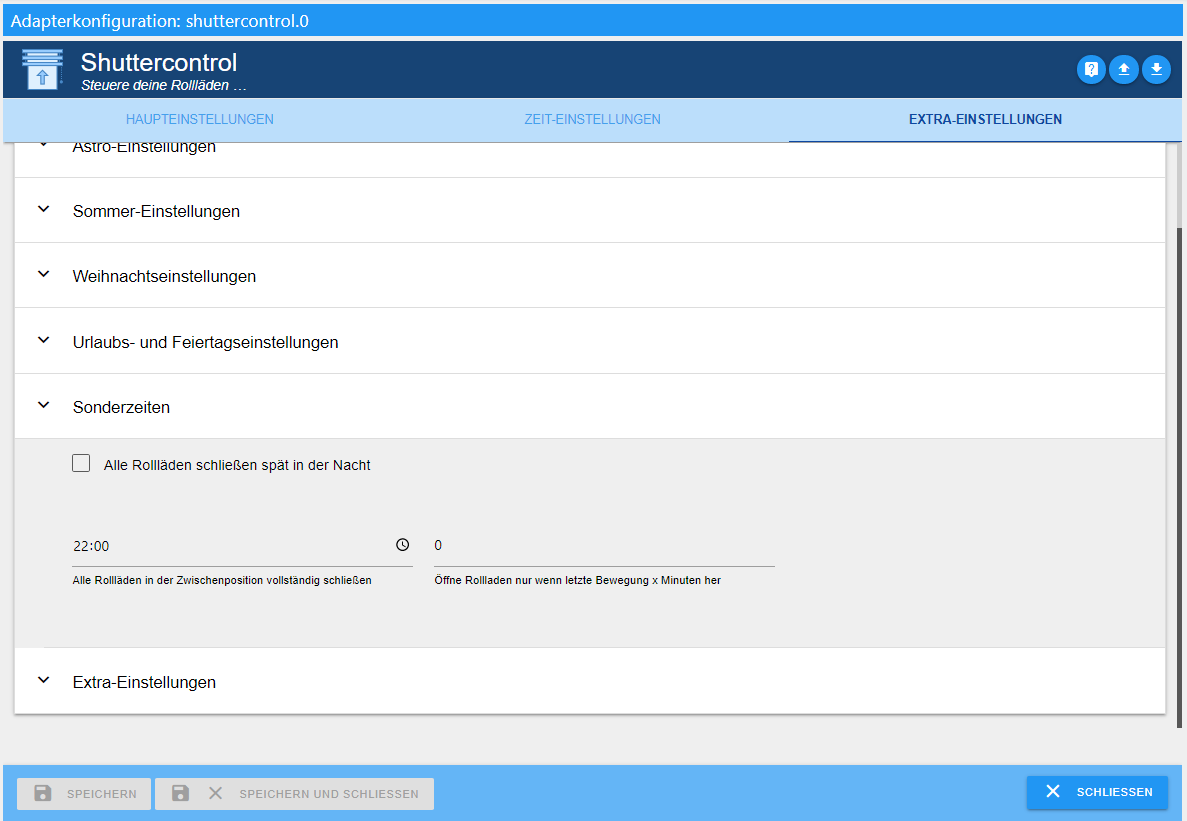 Adapterkonfiguration: shuttercontrol.0
Shuttercontrol
Steuere deine Rollläden ...
HAUPTEINSTELLUNGEN
ZEIT-EINSTELLUNGEN
EXTRA-EINSTELLUNGEN
Astro-Einstellungen
Sommer-Einstellungen
Weihnachtseinstellungen
Urlaubs- und Feiertagseinstellungen
Sonderzeiten
Alle Rollläden schließen spät in der Nacht
22:00
0
Alle Rollläden in der Zwischenposition vollständig schließen
Öffne Rollladen nur wenn letzte Bewegung x Minuten her
Extra-Einstellungen
SPEICHERN
SPEICHERN UND SCHLIESSEN
SCHLIESSEN